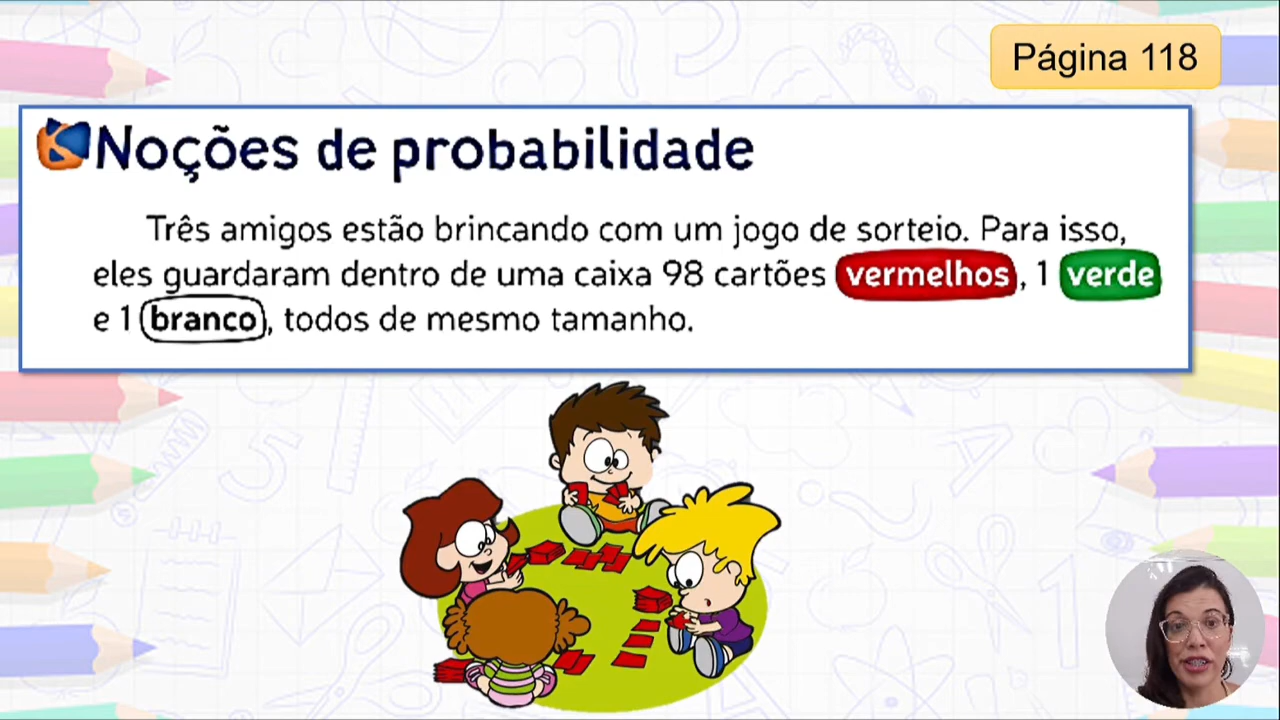 Página 118
Noções de probabilidade
Três amigos estão brincando com um jogo de sorteio. Para isso,
eles guardaram dentro de uma caixa 98 cartões vermelhos, 1 verde
e 1 branco, todos de mesmo tamanho.